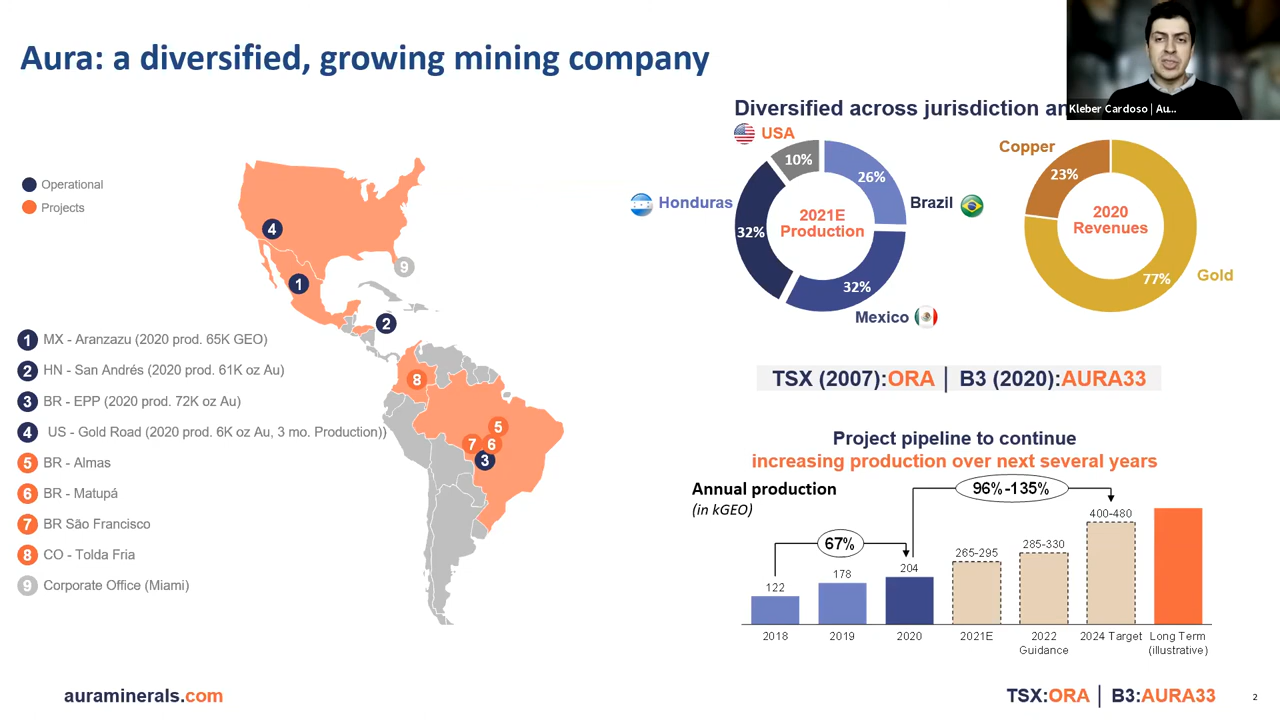 Aura: a diversified, growing mining company
Kleber Cardoso | Au...
Operational
Projects
4
9
1
2
8
5
7
6
3
1 MX - Aranzazu (2020 prod. 65K GEO)
2 HN - San Andrés (2020 prod. 61K oz Au)
3 BR - EPP (2020 prod. 72K oz Au)
4 US - Gold Road (2020 prod. 6K oz Au, 3 mo. Production))
5 BR - Almas
6 BR - Matupá
7 BR São Francisco
8 CO - Tolda Fria
9 Corporate Office (Miami)
Diversified across jurisdiction
USA
10%
26%
Honduras
Brazil
2021E
Production
32%
32%
Mexico
Copper
23%
2020
Revenues
77%
Gold
TSX (2007):ORA | B3 (2020):AURA33
Project pipeline to continue
increasing production over next several years
Annual production
(in kGEO)
96%-135%
67%
122
178
204
265-295
285-330
400-480
2018
2019
2020
2021E
2022
Guidance
2024 Target
Long Term
(illustrative)
auraminerals.com
TSX:ORA | B3:AURA33
2